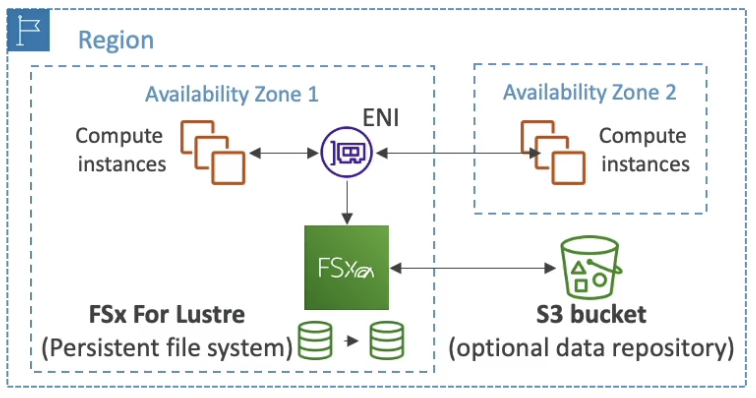 Region
Availability Zone 1
Availability Zone 2
ENI
Compute
instances
Compute
instances
FSx
FSx For Lustre
(Persistent file system)
S3 bucket
(optional data repository)